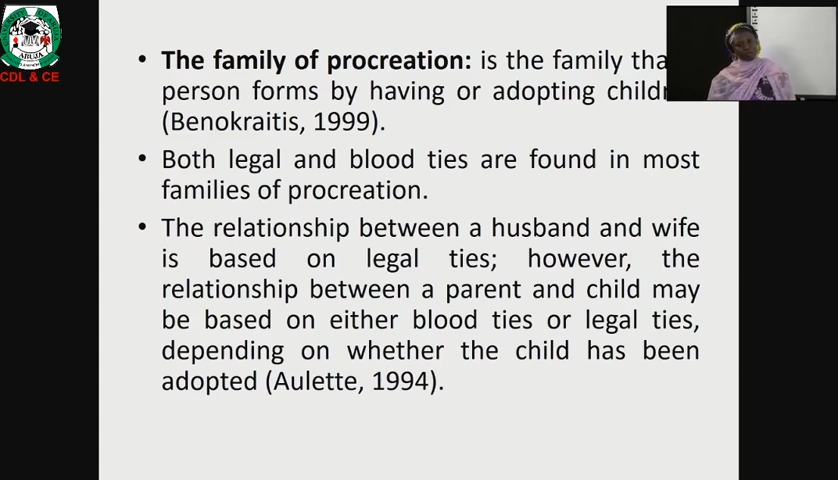 The family of procreation: is the family tha
person forms by having or adopting childr
(Benokraitis, 1999).
Both legal and blood ties are found in most
families of procreation.
The relationship between a husband and wife
is based on legal ties; however, the
relationship between a parent and child may
be based on either blood ties or legal ties,
depending on whether the child has been
adopted (Aulette, 1994).
ABUJA
CDL & CE